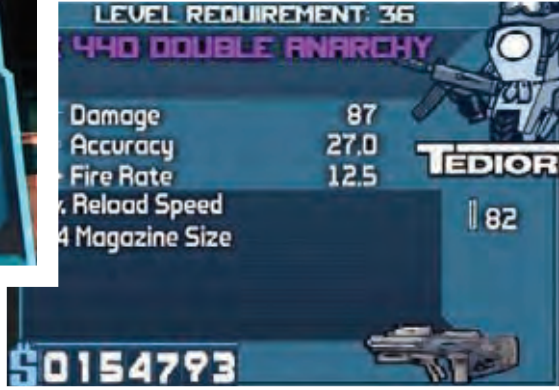 LEVEL REQUIREMENT: 36
440 DOUBLE ANARCHY
Damage 87
Accuracy 27.0
Fire Rate 12.5
Reload Speed
4 Magazine Size
TEDIOR
82
$0154793